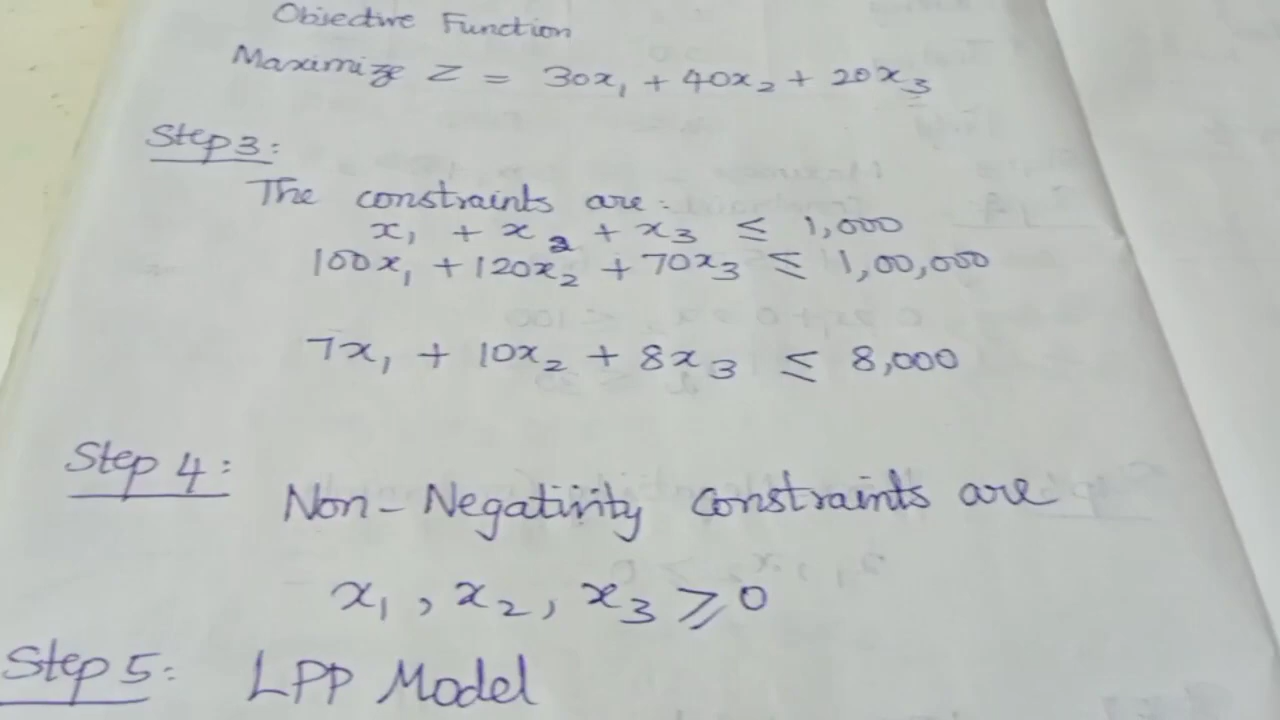 Objective Function
Maximize Z = 30x₁ + 40x₂ + 20x₃
Step 3:
The constraints are:
x₁ + x₂ + x₃ ≤ 1,000
100x₁ + 120x₂ + 70x₃ ≤ 1,00,000
7x₁ + 10x₂ + 8x₃ ≤ 8,000
Step 4:
Non-Negativity constraints are
x₁, x₂, x₃ ≥ 0
Step 5: LPP Model